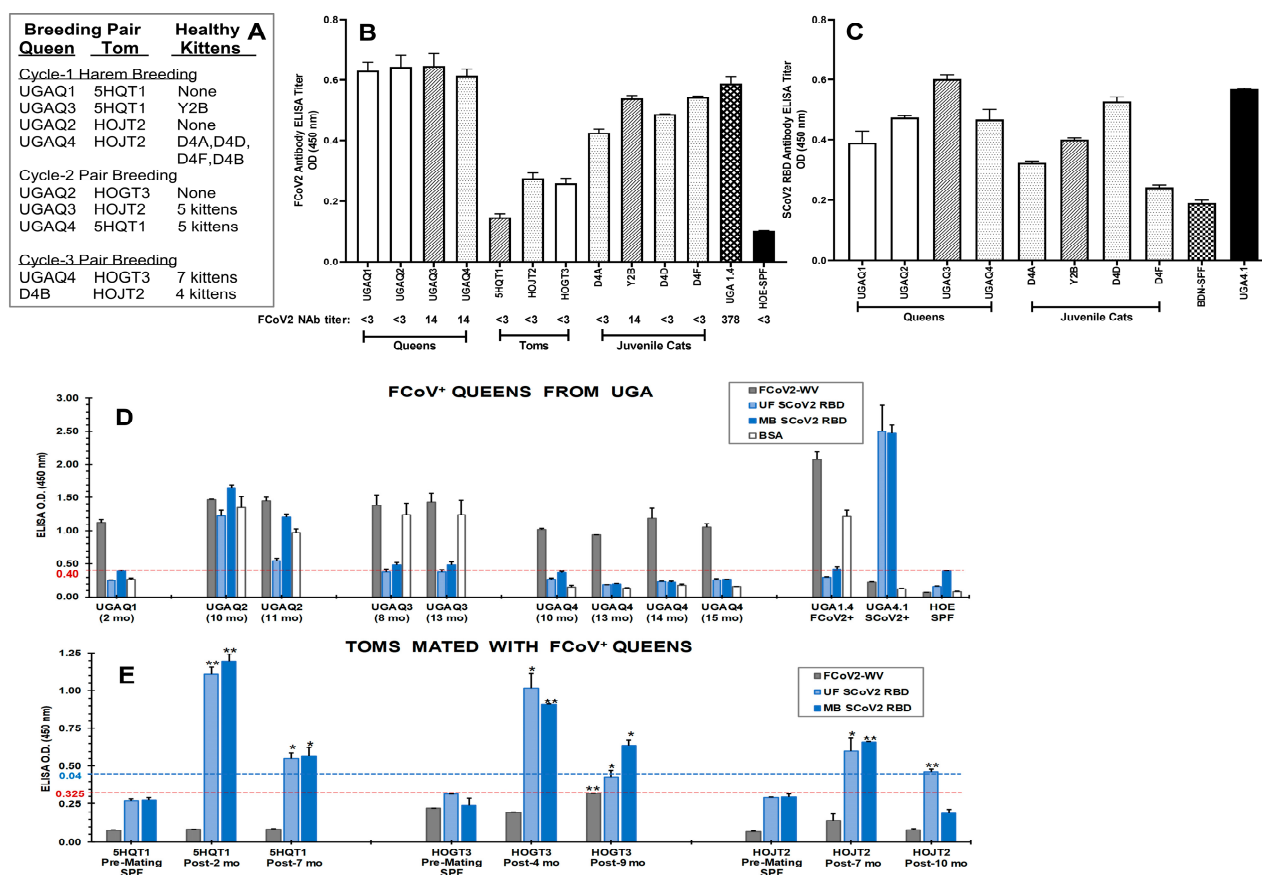 Breeding Pair Healthy A
Queen Tom Kittens
Cycle-1 Harem Breeding
UGAQ1 5HQT1 None
UGAQ3 5HQT1 Y2B
UGAQ2 HOJT2 None
UGAQ4 HOJT2 D4A,D4D,
D4F,D4B
Cycle-2 Pair Breeding
UGAQ2 HOGT3 None
UGAQ3 HOJT2 5 kittens
UGAQ4 5HQT1 5 kittens
Cycle-3 Pair Breeding
UGAQ4 HOGT3 7 kittens
D4B HOJT2 4 kittens
B
FCoV2 Antibody ELISA Titer
OD (450 nm)
0.8
0.6
0.4
0.2
0.0
UGAQ1 UGAQ2 UGAQ3 UGAQ4 5HQT1 HOJT2 HOGT3 D4A Y2B D4D D4F UGA 1.4 HOE-SPF
FCoV2 NAb titer: <3 <3 14 14 <3 <3 <3 <3 14 <3 <3 378 <3
Queens Toms Juvenile Cats
C
SCoV2 RBD Antibody ELISA Titer
OD (450 nm)
0.8
0.6
0.4
0.2
0.0
UGAQ1 UGAQ2 UGAQ3 UGAQ4 D4A Y2B D4D D4F BDN-SPF UGA4.1
Queens Juvenile Cats
FCoV+ QUEENS FROM UGA
D
FCoV2-WV
UF SCoV2 RBD
MB SCoV2 RBD
BSA
ELISA O.D. (450 nm)
3.00
2.50
2.00
1.50
1.00
0.50
0.40
0.00
UGAQ1 UGAQ2 UGAQ2 UGAQ3 UGAQ3 UGAQ4 UGAQ4 UGAQ4 UGAQ4 UGA1.4 UGA4.1 HOE
(2 mo) (10 mo) (11 mo) (8 mo) (13 mo) (10 mo) (13 mo) (14 mo) (15 mo) FCoV2+ SCoV2+ SPF
TOMS MATED WITH FCoV+ QUEENS
E
FCoV2-WV
UF SCoV2 RBD
MB SCoV2 RBD
ELISA O.D. (450 nm)
1.25
1.00
0.75
0.50
0.04
0.325
0.25
0.00
** ** * * * ** ** * * ** **
5HQT1 5HQT1 5HQT1 HOGT3 HOGT3 HOGT3 HOJT2 HOJT2 HOJT2
Pre-Mating Post-2 mo Post-7 mo Pre-Mating Post-4 mo Post-9 mo Pre-Mating Post-7 mo Post-10 mo
SPF SPF SPF